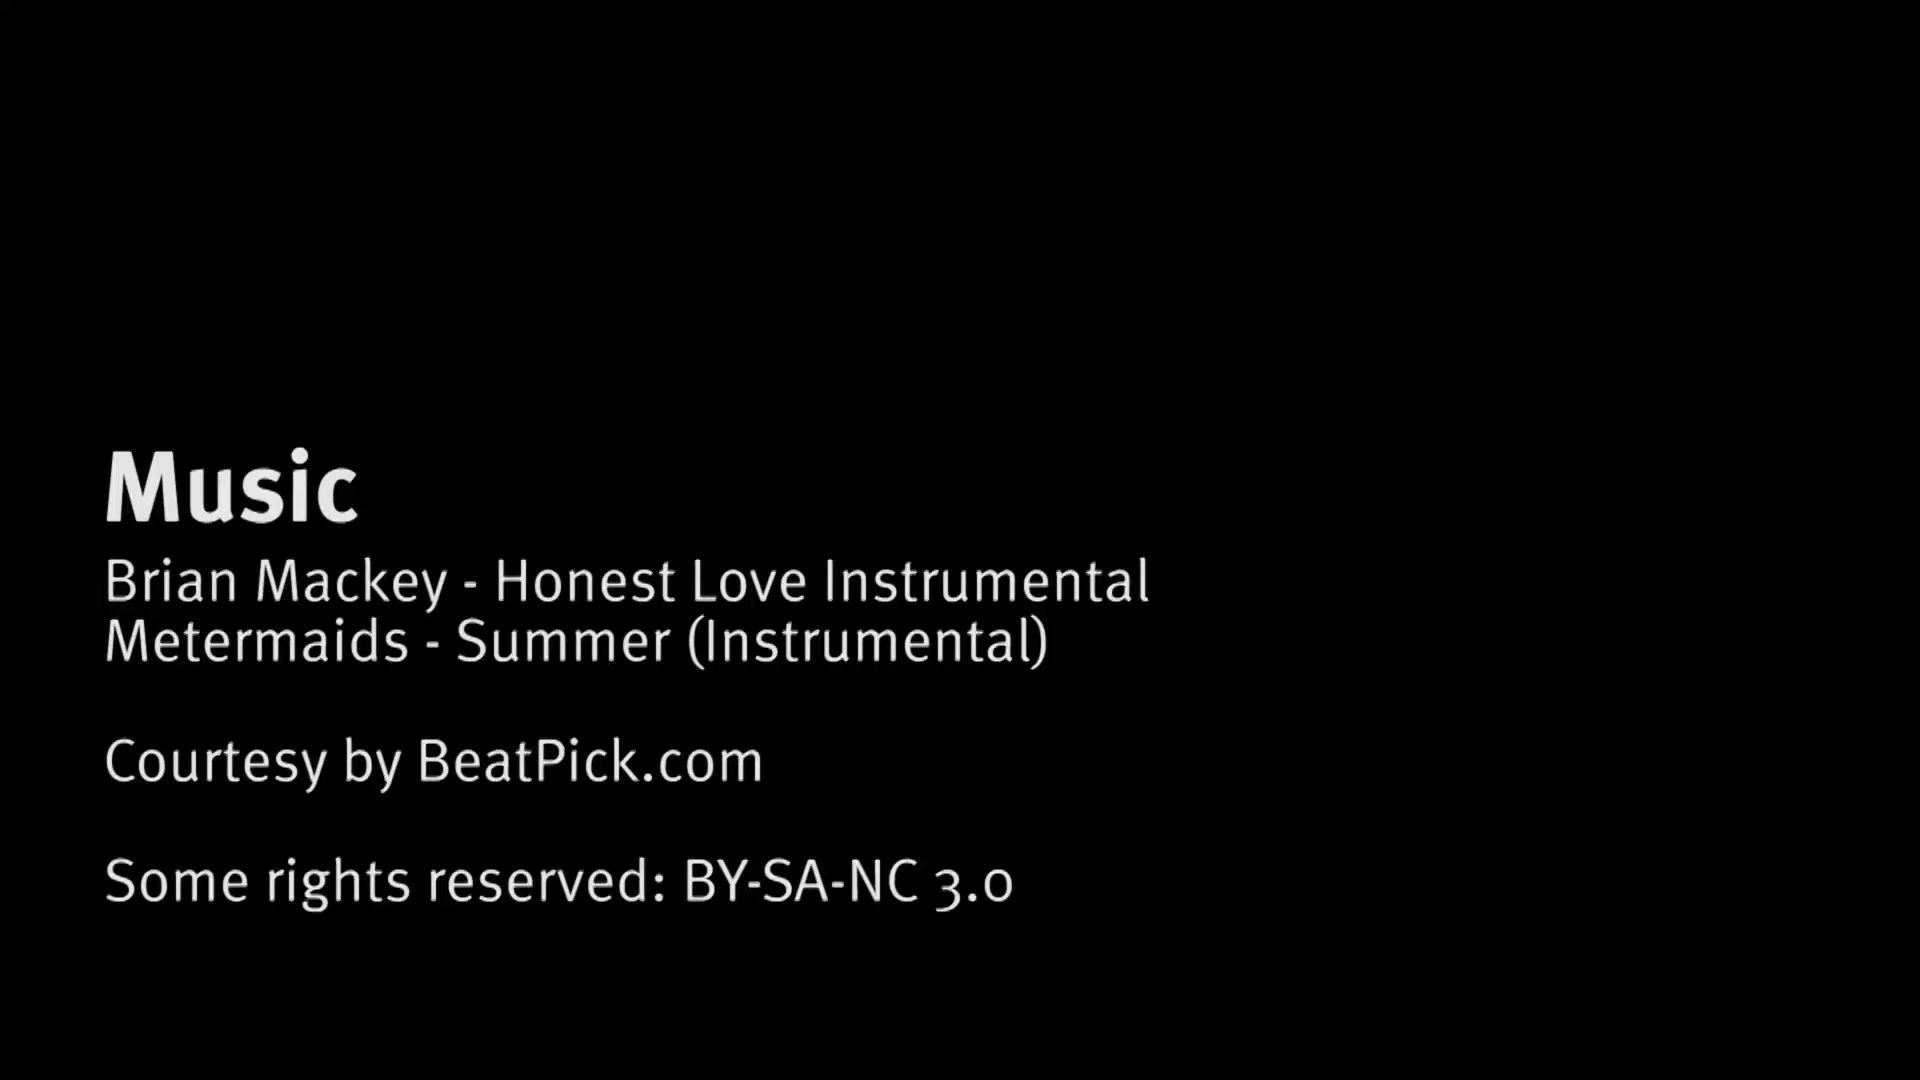 Music
Brian Mackey - Honest Love Instrumental
Metermaids - Summer (Instrumental)
Courtesy by BeatPick.com
Some rights reserved: BY-SA-NC 3.0